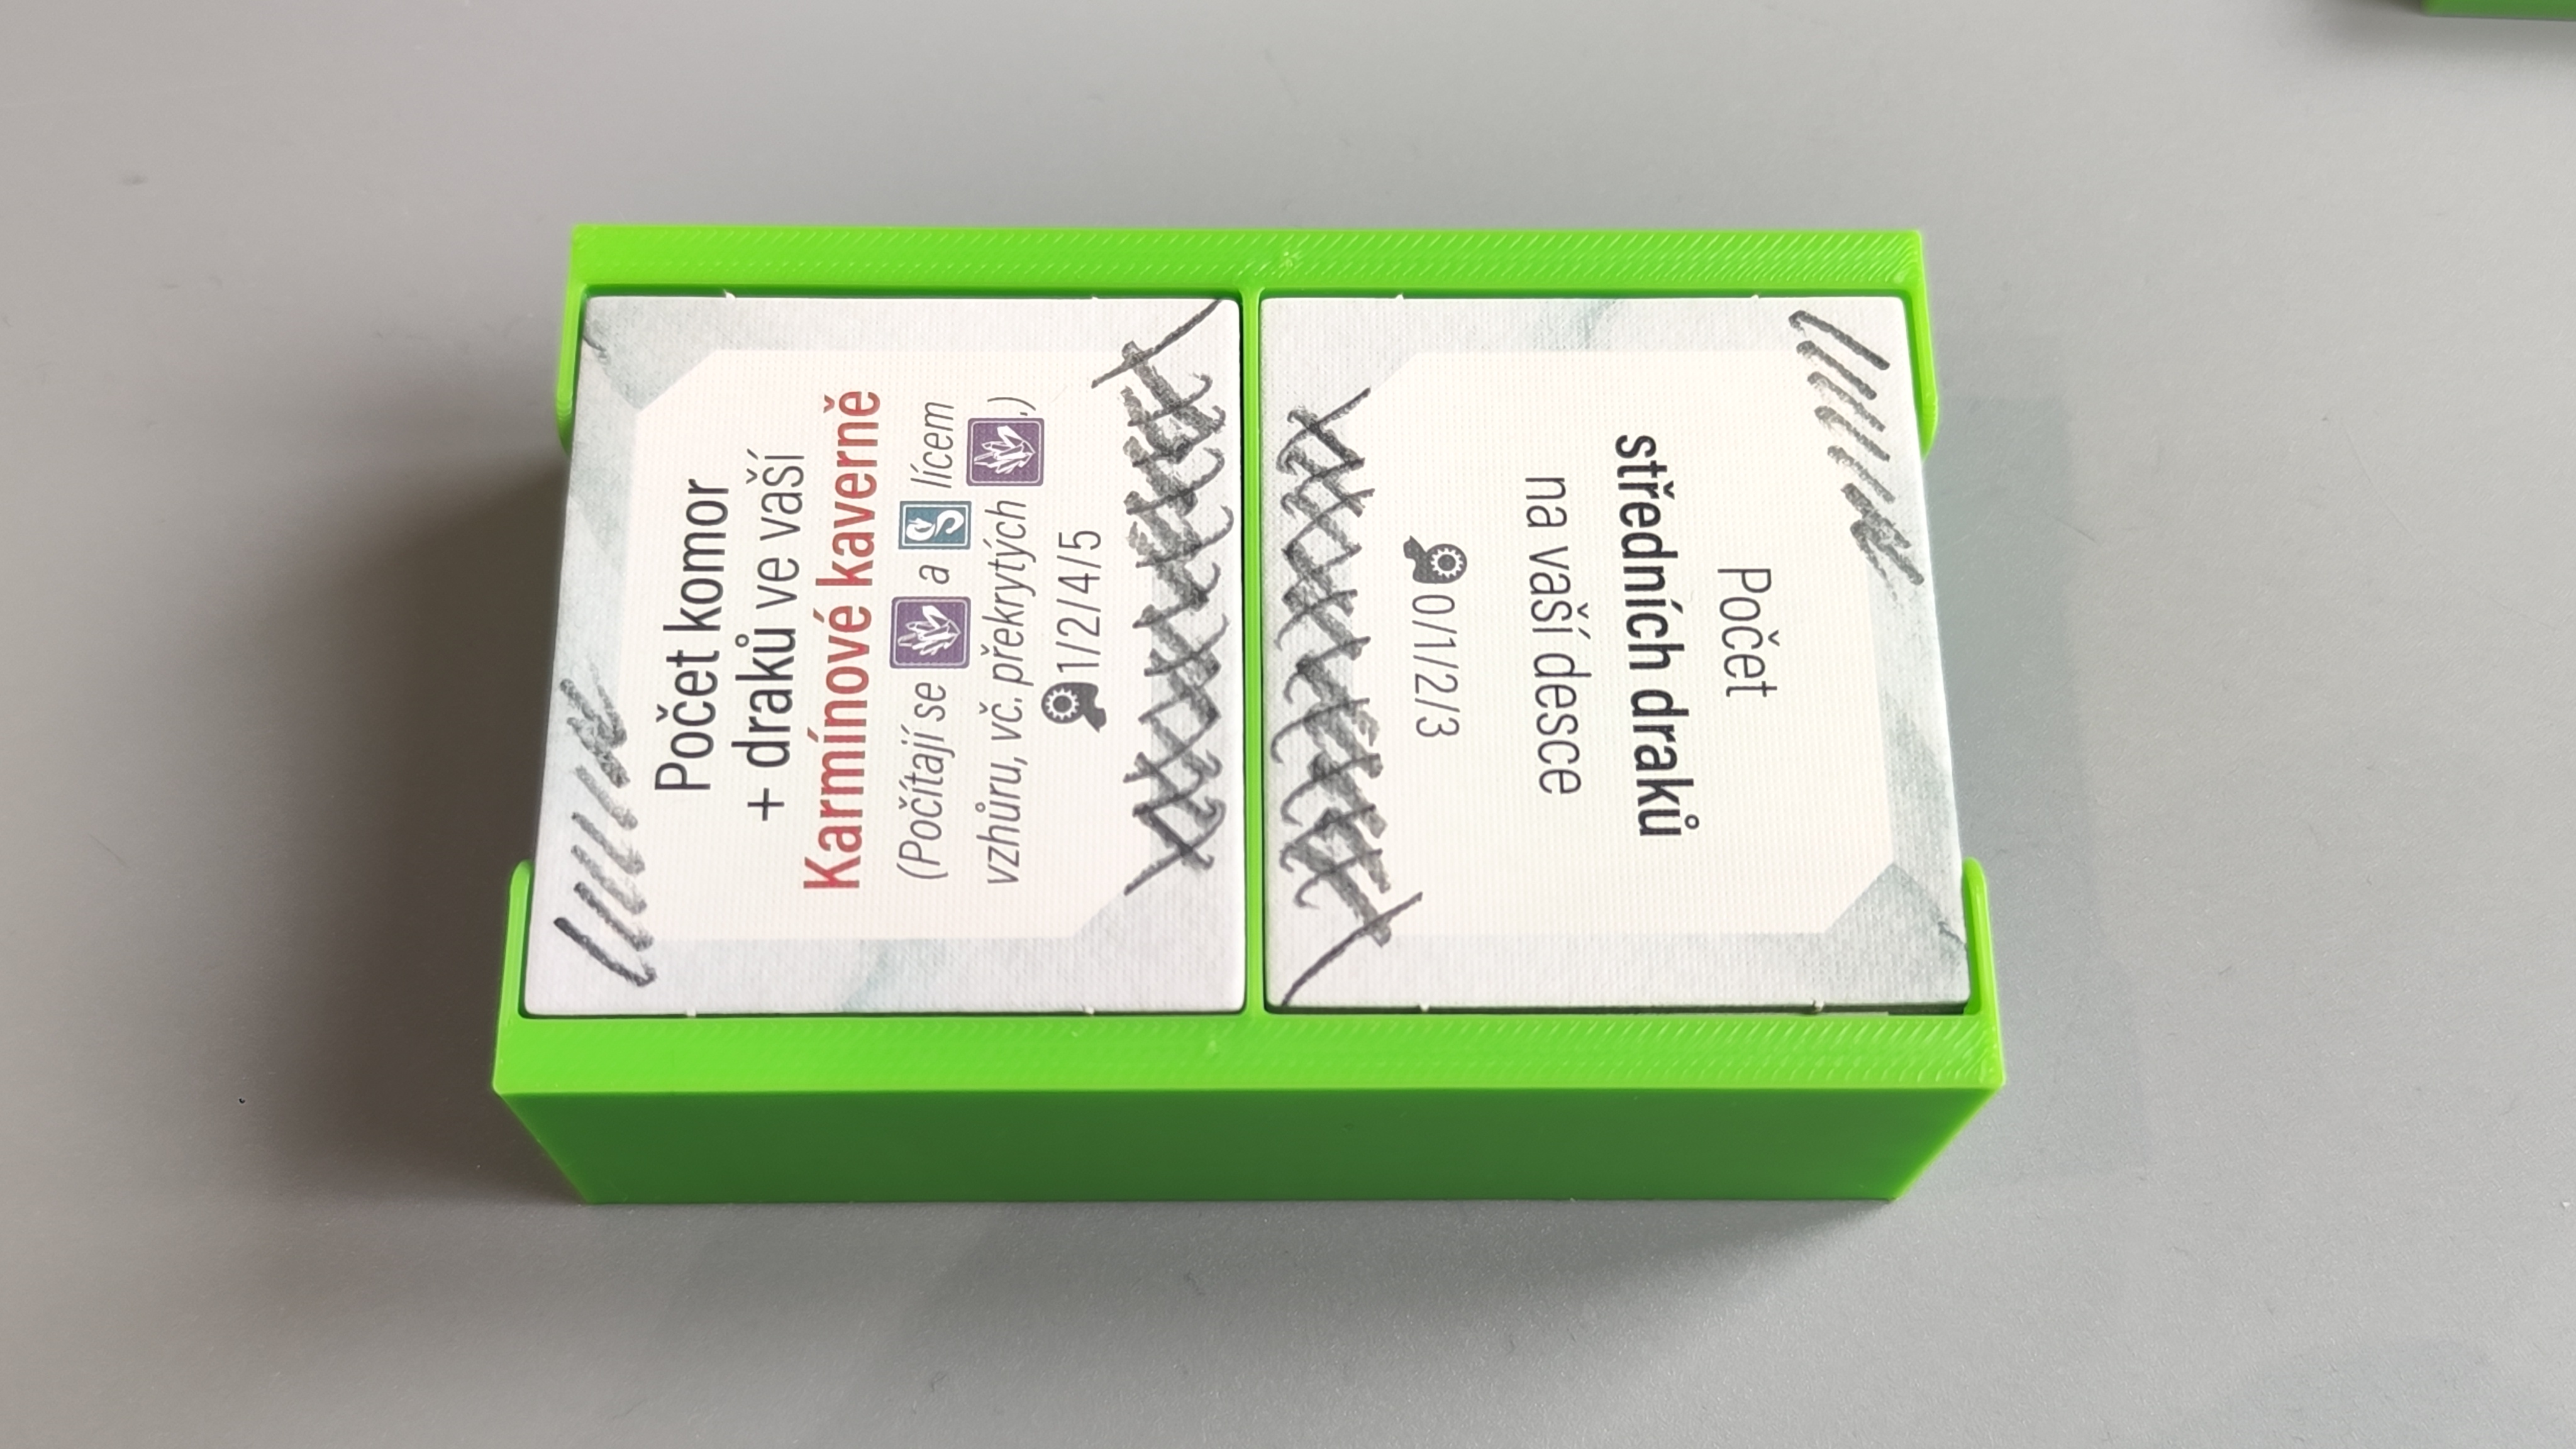 Počet komor
+ draků ve vaší
Karmínové kaverně
(Počítají se a lícem
vzhůru, vč. překrytých .)
1/2/4/5
Počet
středních draků
na vaší desce
0/1/2/3